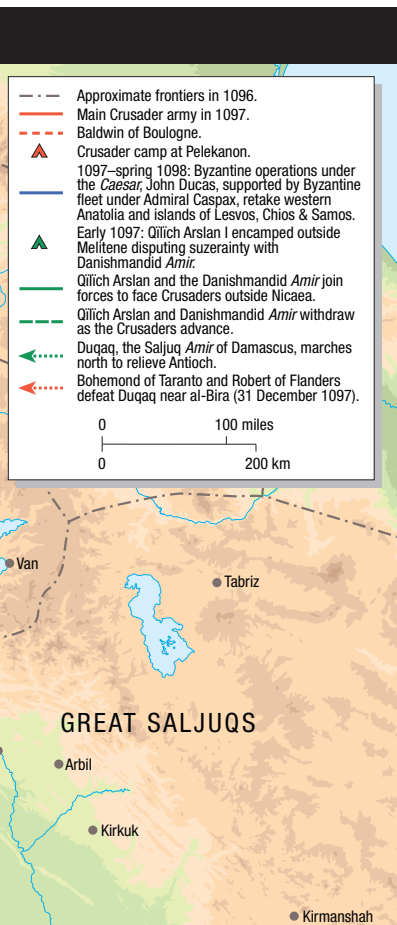 Approximate frontiers in 1096.
Main Crusader army in 1097.
Baldwin of Boulogne.
Crusader camp at Pelekanon.
1097–spring 1098: Byzantine operations under
the Caesar, John Ducas, supported by Byzantine
fleet under Admiral Caspax, retake western
Anatolia and islands of Lesvos, Chios & Samos.
Early 1097: Qïlïch Arslan I encamped outside
Melitene disputing suzerainty with
Danishmandid Amir.
Qïlïch Arslan and the Danishmandid Amir join
forces to face Crusaders outside Nicaea.
Qïlïch Arslan and Danishmandid Amir withdraw
as the Crusaders advance.
Duqaq, the Saljuq Amir of Damascus, marches
north to relieve Antioch.
Bohemond of Taranto and Robert of Flanders
defeat Duqaq near al-Bira (31 December 1097).
0 100 miles
0 200 km
Van
Tabriz
GREAT SALJUQS
Arbil
Kirkuk
Kirmanshah